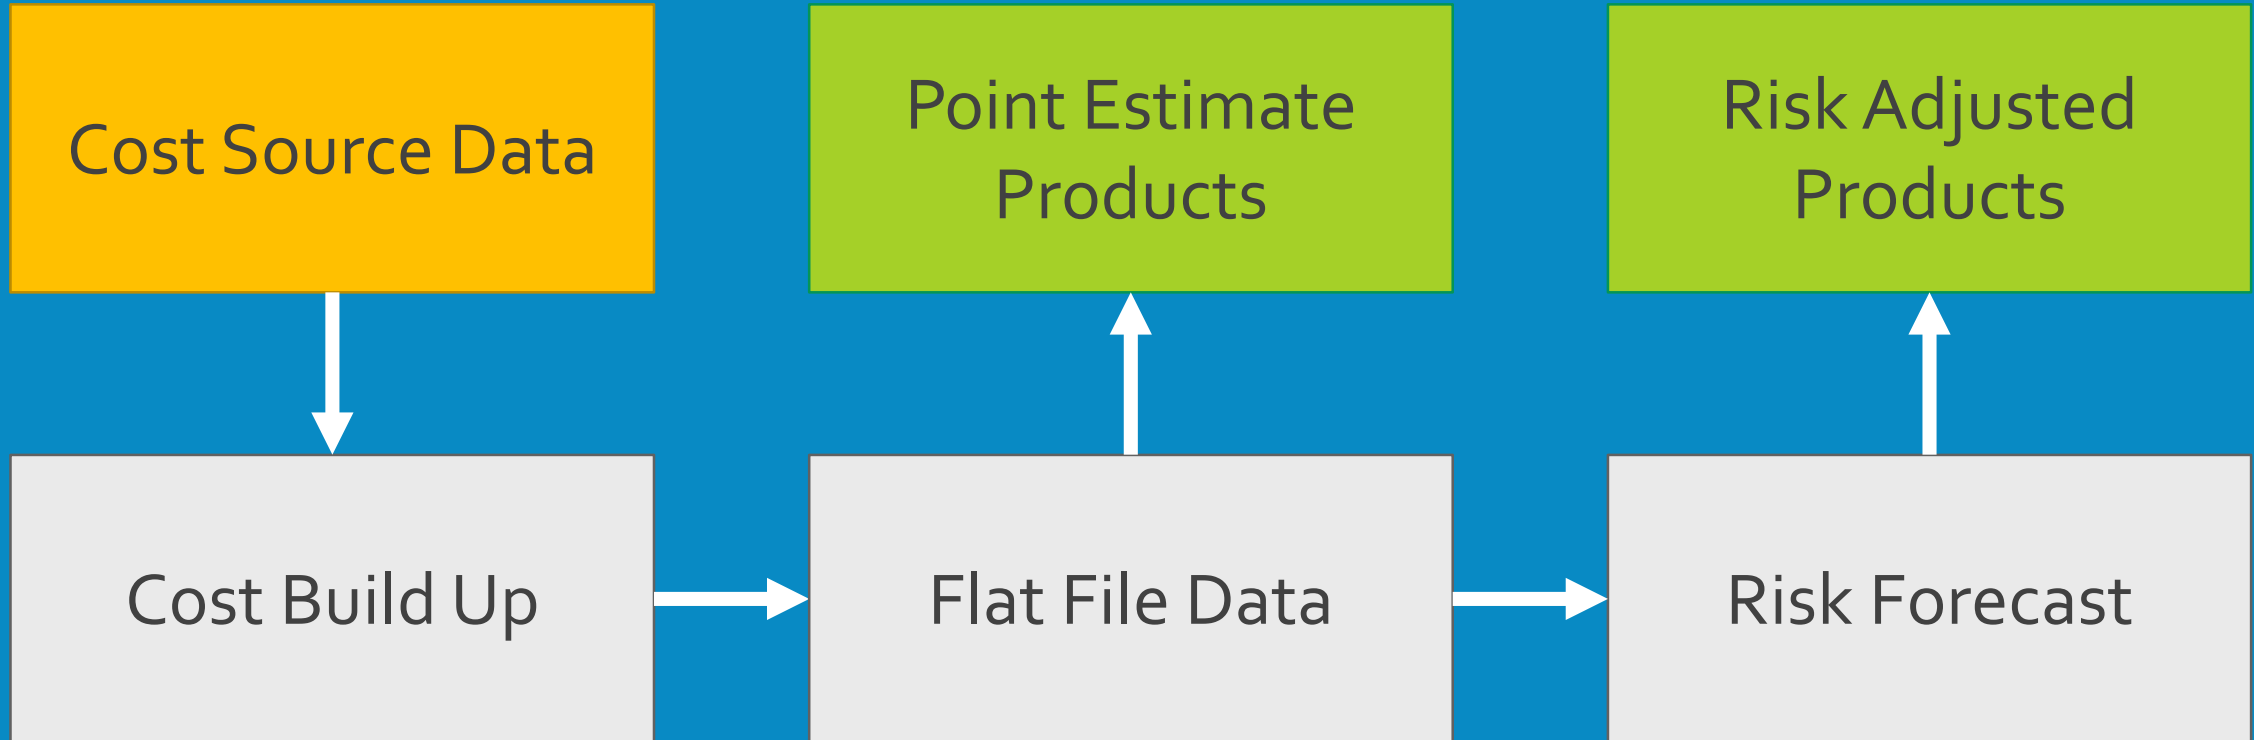 Cost Source Data
Point Estimate
Products
Risk Adjusted
Products
Cost Build Up
Flat File Data
Risk Forecast